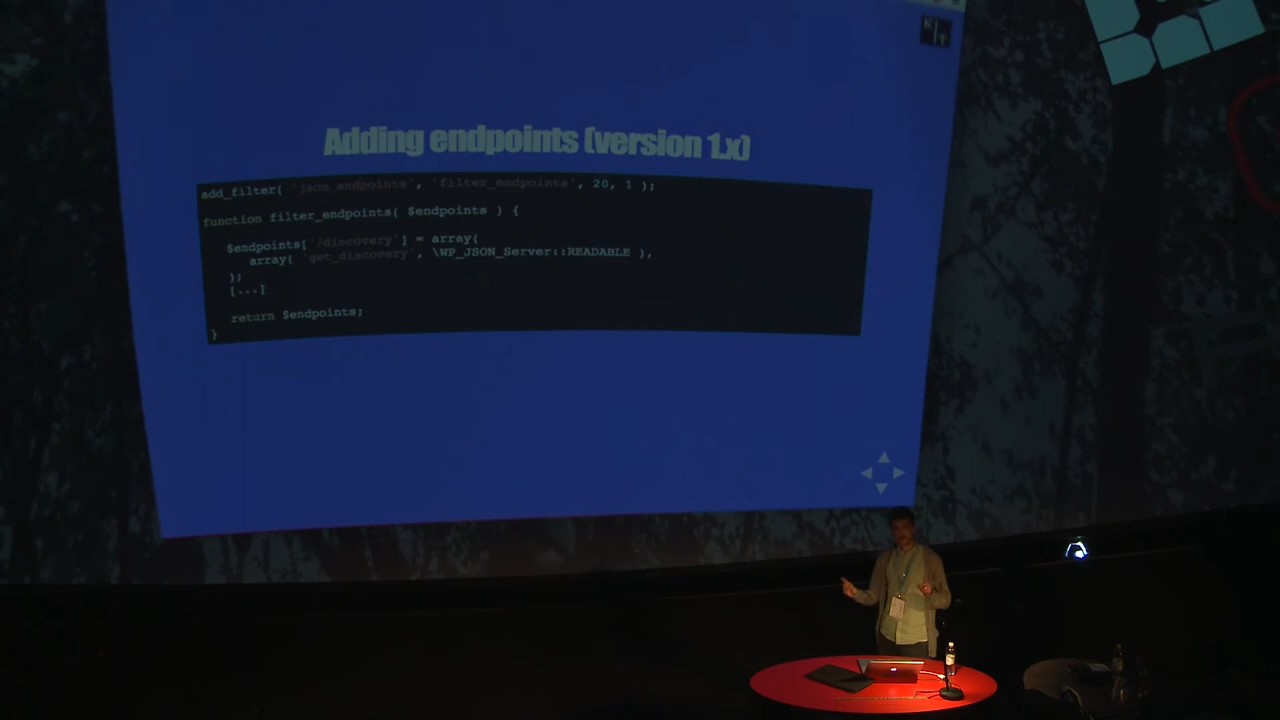 K
T
Adding endpoints (version 1.x)
add_filter( 'json_endpoints', 'filter_endpoints', 20, 1 );
function filter_endpoints( $endpoints ) {
$endpoints['/discovery'] = array(
array( 'get_discovery', \WP_JSON_Server::READABLE ),
);
[...]
return $endpoints;
}